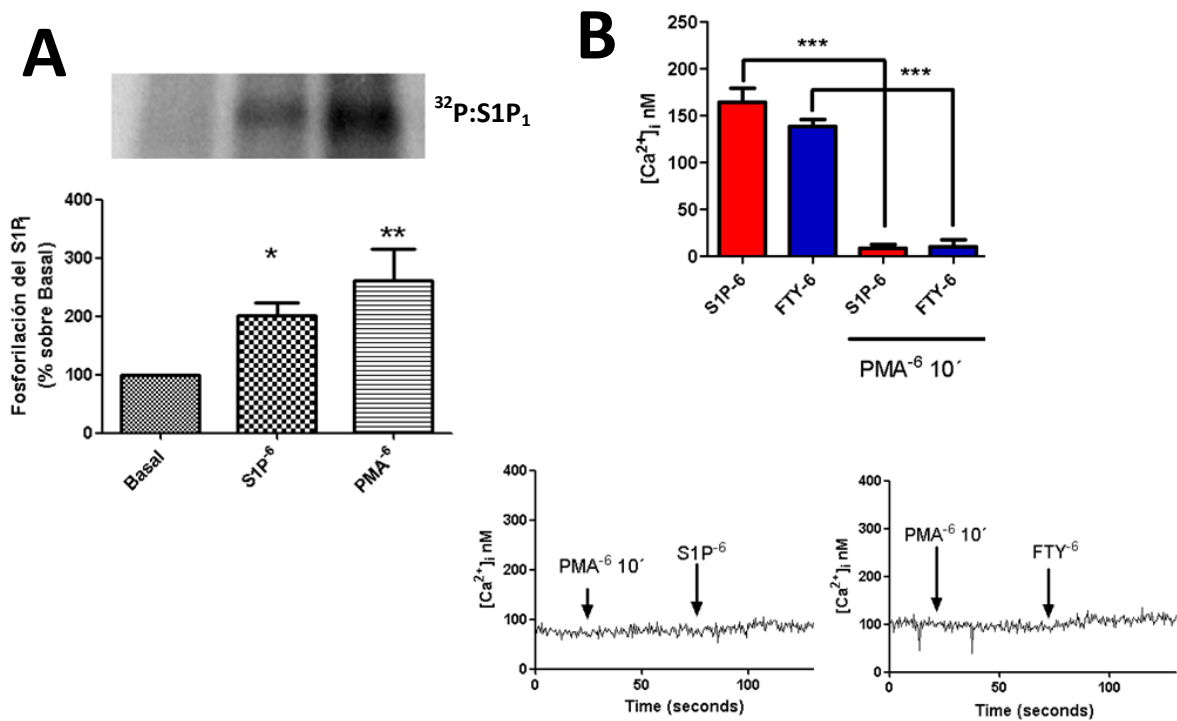 A
³²P:S1P₁
Fosforilación del S1P₁
(% sobre Basal)
400
300
200
100
0
*
**
Basal
S1P⁻⁶
PMA⁻⁶
B
[Ca²⁺]ᵢ nM
250
200
150
100
50
0
***
***
S1P-6
FTY-6
S1P-6
FTY-6
PMA⁻⁶ 10´
[Ca²⁺]ᵢ nM
400
300
200
100
0
PMA⁻⁶ 10´
S1P⁻⁶
0
50
100
Time (seconds)
[Ca²⁺]ᵢ nM
400
300
200
100
0
PMA⁻⁶ 10´
FTY⁻⁶
0
50
100
Time (seconds)